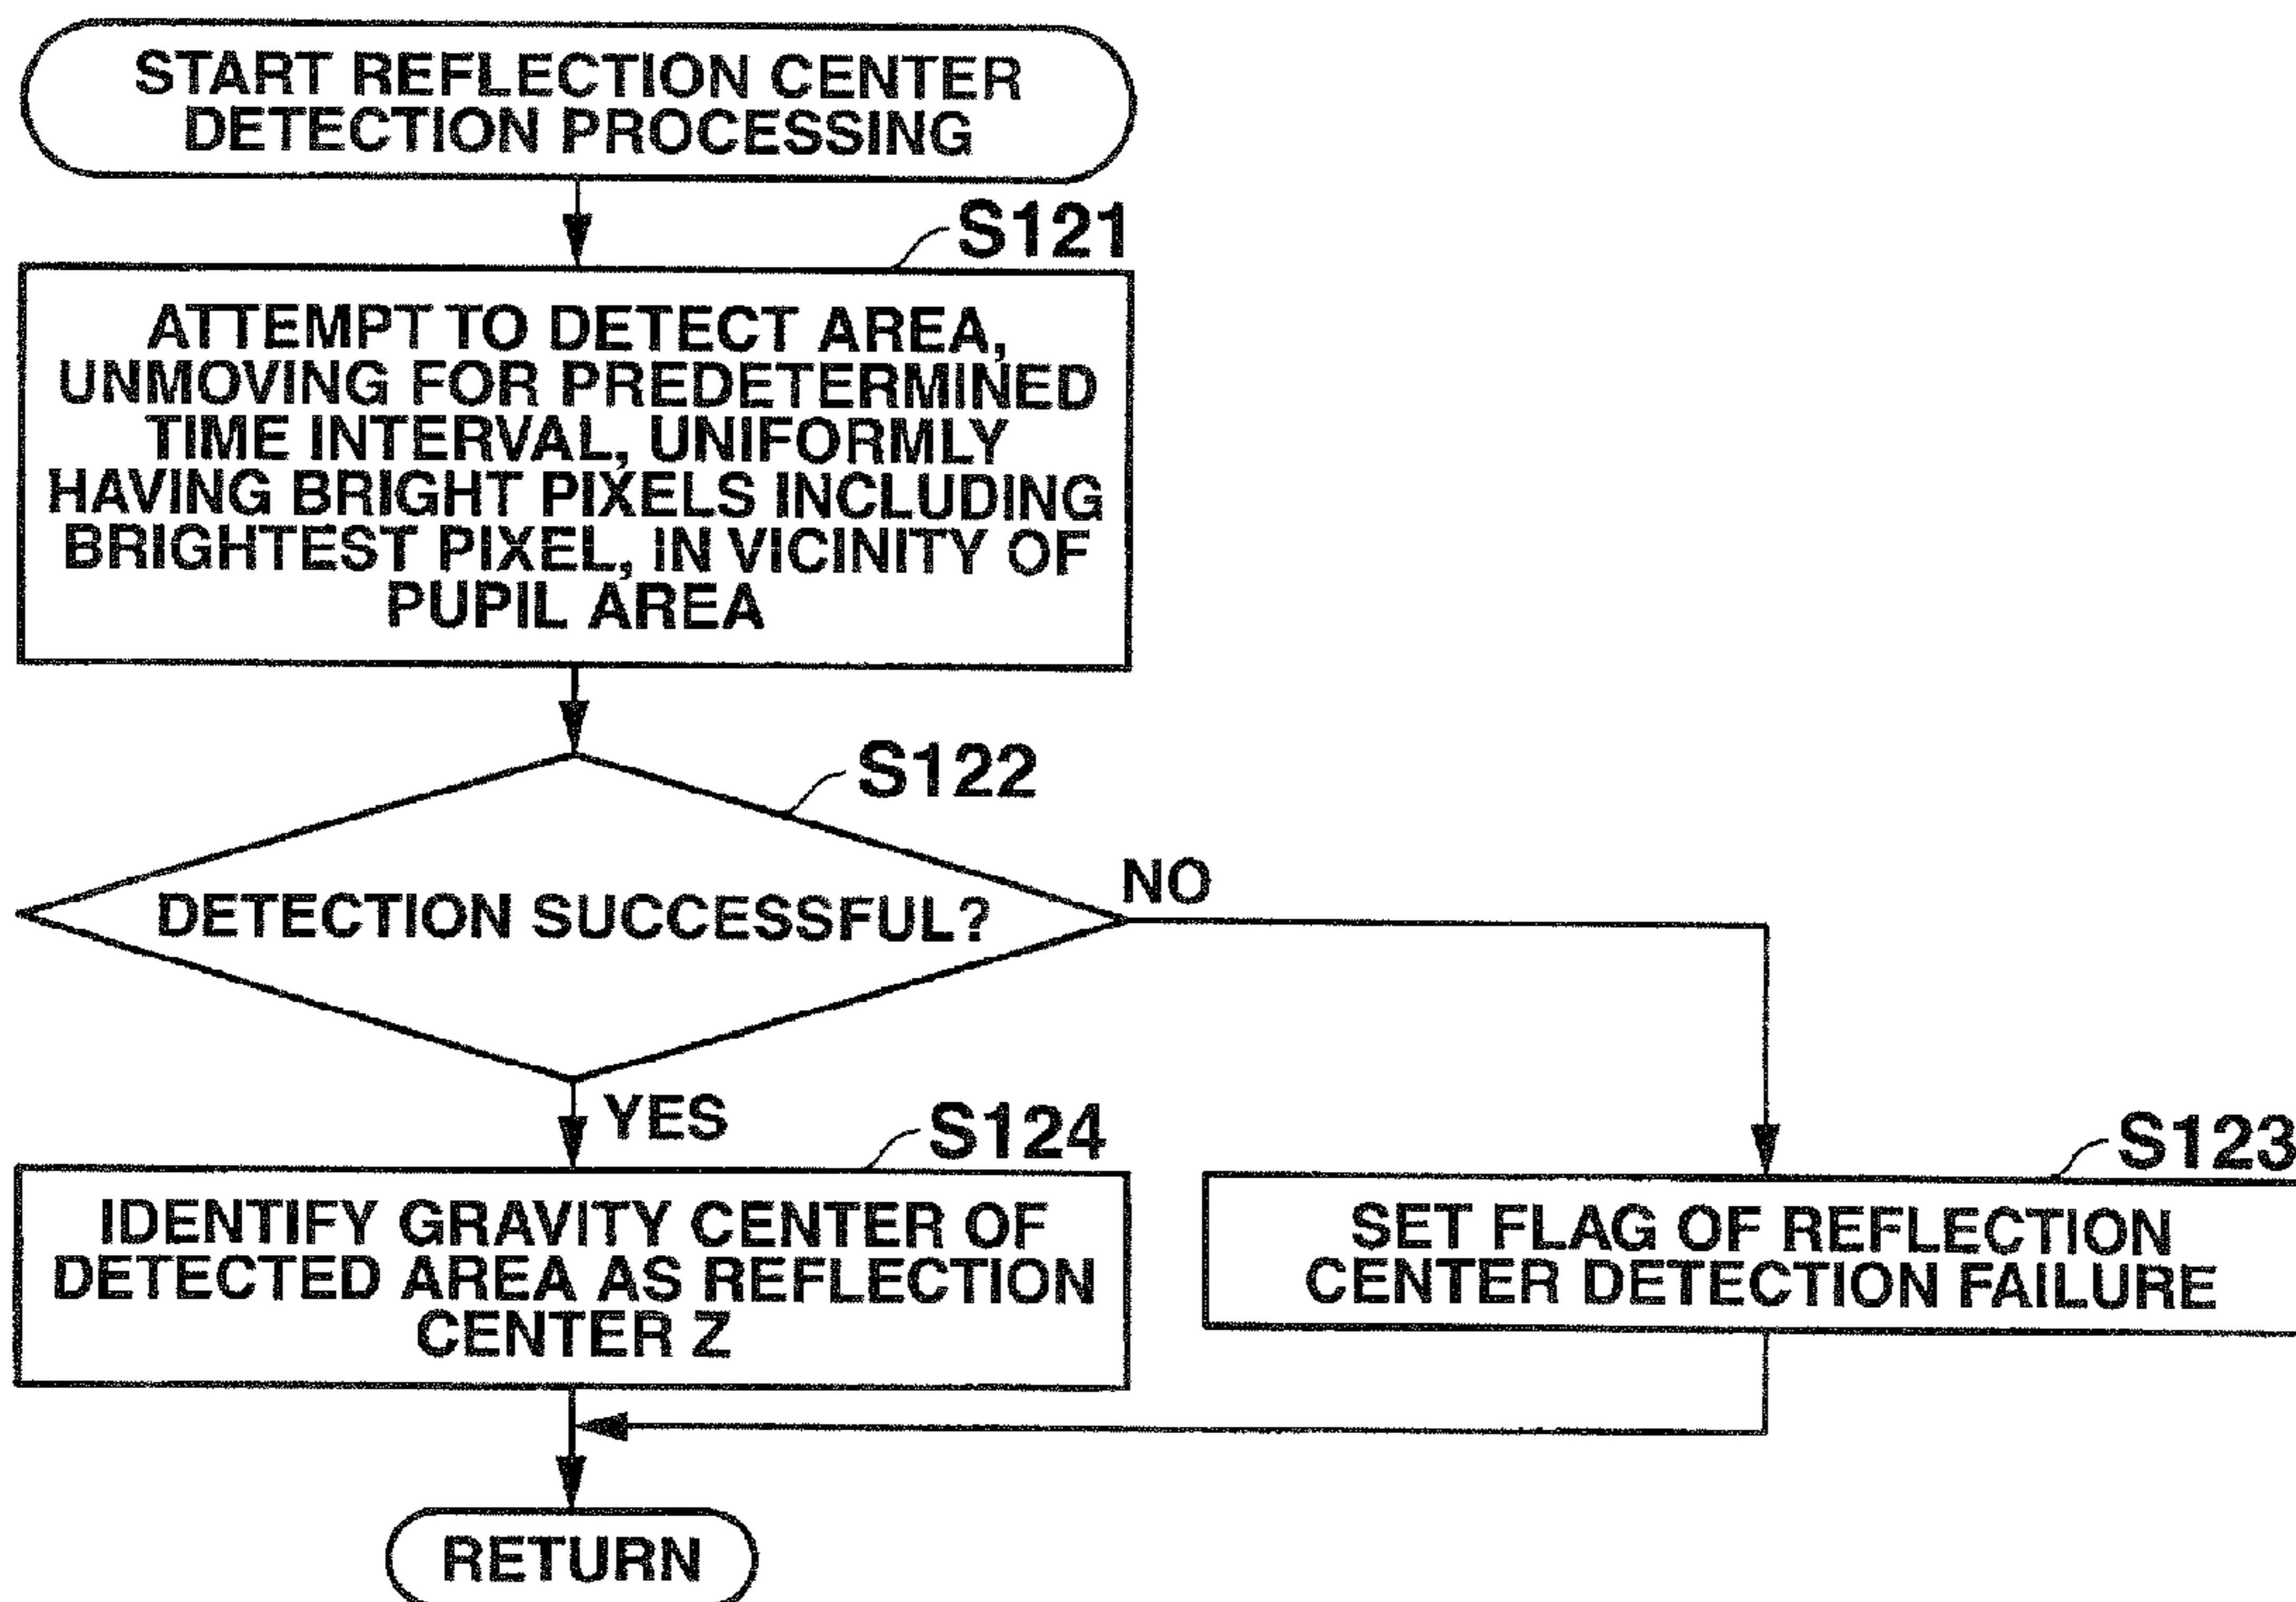 START REFLECTION CENTER
DETECTION PROCESSING
S121
ATTEMPT TO DETECT AREA,
UNMOVING FOR PREDETERMINED
TIME INTERVAL, UNIFORMLY
HAVING BRIGHT PIXELS INCLUDING
BRIGHTEST PIXEL, IN VICINITY OF
PUPIL AREA
S122
DETECTION SUCCESSFUL?
NO
YES
S124
IDENTIFY GRAVITY CENTER OF
DETECTED AREA AS REFLECTION
CENTER Z
S123
SET FLAG OF REFLECTION
CENTER DETECTION FAILURE
RETURN